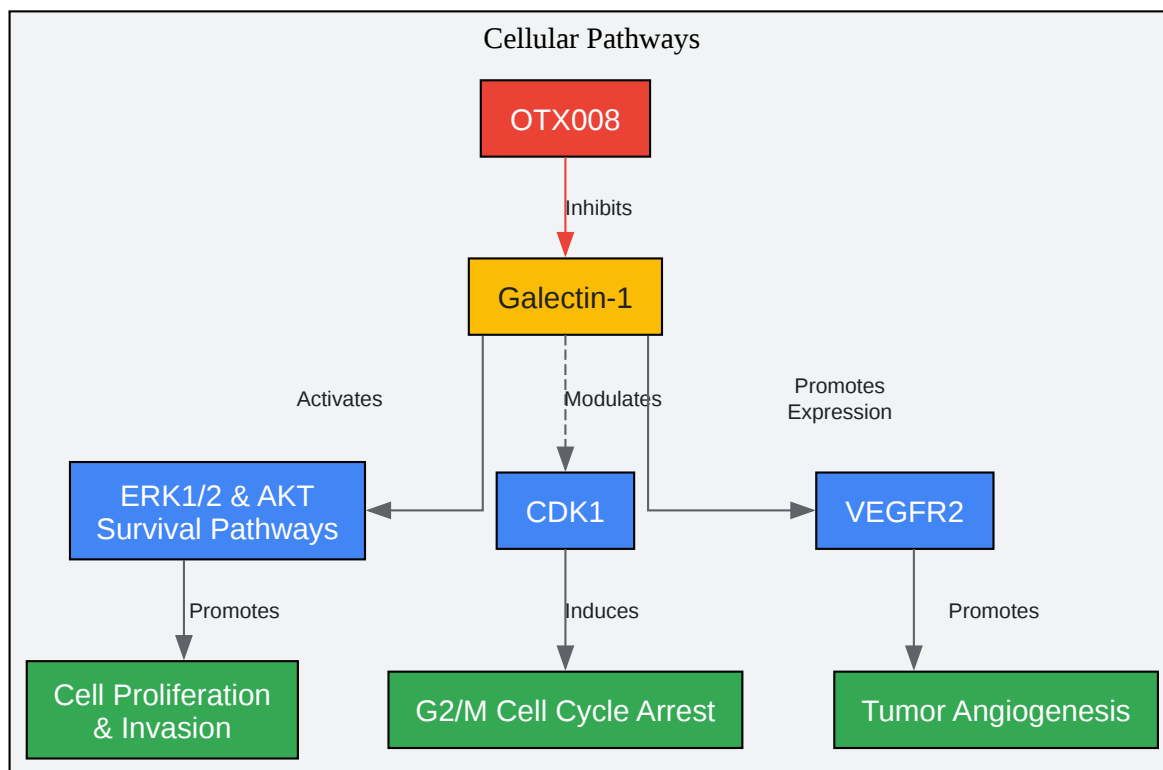 Cellular Pathways
OTX008
Inhibits
Galectin-1
Activates
Modulates
Promotes
Expression
ERK1/2 & AKT
Survival Pathways
CDK1
VEGFR2
Promotes
Induces
Promotes
Cell Proliferation
& Invasion
G2/M Cell Cycle Arrest
Tumor Angiogenesis